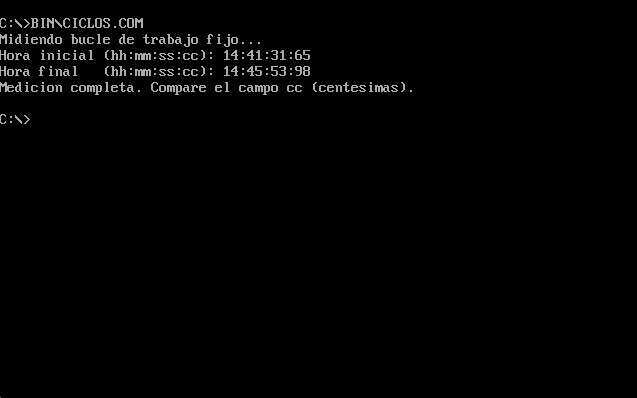 C:\>BIN\CICLOS.COM
Midiendo bucle de trabajo fijo...
Hora inicial (hh:mm:ss:cc): 14:41:31:65
Hora final   (hh:mm:ss:cc): 14:45:53:98
Medicion completa. Compare el campo cc (centesimas).
C:\>